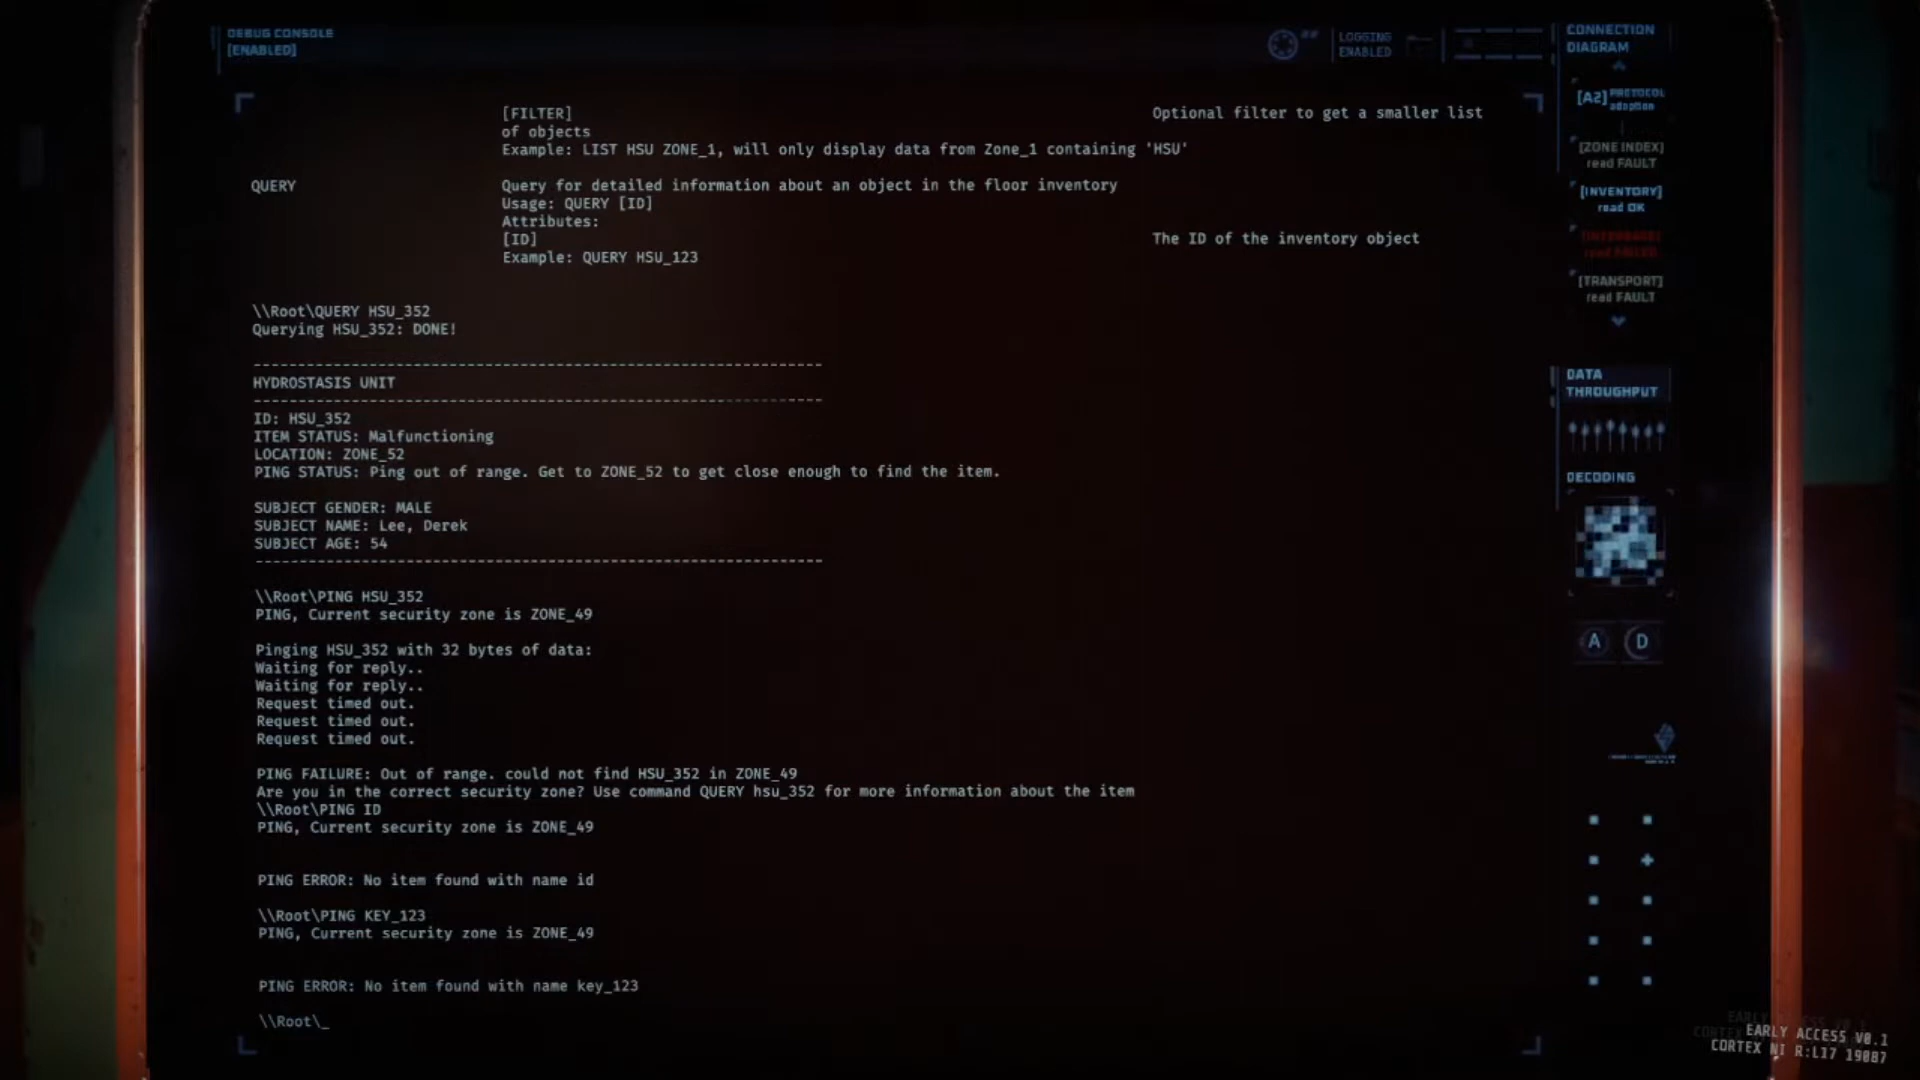 DEBUG CONSOLE
[ENABLED]
LOGGING
ENABLED
[FILTER] Optional filter to get a smaller list
of objects
Example: LIST HSU ZONE_1, will only display data from Zone_1 containing 'HSU'
QUERY Query for detailed information about an object in the floor inventory
Usage: QUERY [ID]
Attributes:
[ID] The ID of the inventory object
Example: QUERY HSU_123
\\Root\QUERY HSU_352
Querying HSU_352: DONE!
----------------------------------------------------------------
HYDROSTASIS UNIT
----------------------------------------------------------------
ID: HSU_352
ITEM STATUS: Malfunctioning
LOCATION: ZONE_52
PING STATUS: Ping out of range. Get to ZONE_52 to get close enough to find the item.
SUBJECT GENDER: MALE
SUBJECT NAME: Lee, Derek
SUBJECT AGE: 54
----------------------------------------------------------------
\\Root\PING HSU_352
PING, Current security zone is ZONE_49
Pinging HSU_352 with 32 bytes of data:
Waiting for reply..
Waiting for reply..
Request timed out.
Request timed out.
Request timed out.
PING FAILURE: Out of range. could not find HSU_352 in ZONE_49
Are you in the correct security zone? Use command QUERY hsu_352 for more information about the item
\\Root\PING ID
PING, Current security zone is ZONE_49
PING ERROR: No item found with name id
\\Root\PING KEY_123
PING, Current security zone is ZONE_49
PING ERROR: No item found with name key_123
\\Root\_
CONNECTION
DIAGRAM
[A2] PROTOCOL
adaption
[ZONE INDEX]
read FAULT
[INVENTORY]
read OK
read FAILED
[TRANSPORT]
read FAULT
DATA
THROUGHPUT
DECODING
A D
EARLY ACCESS V0.1
CORTEX NI R:L17 19087